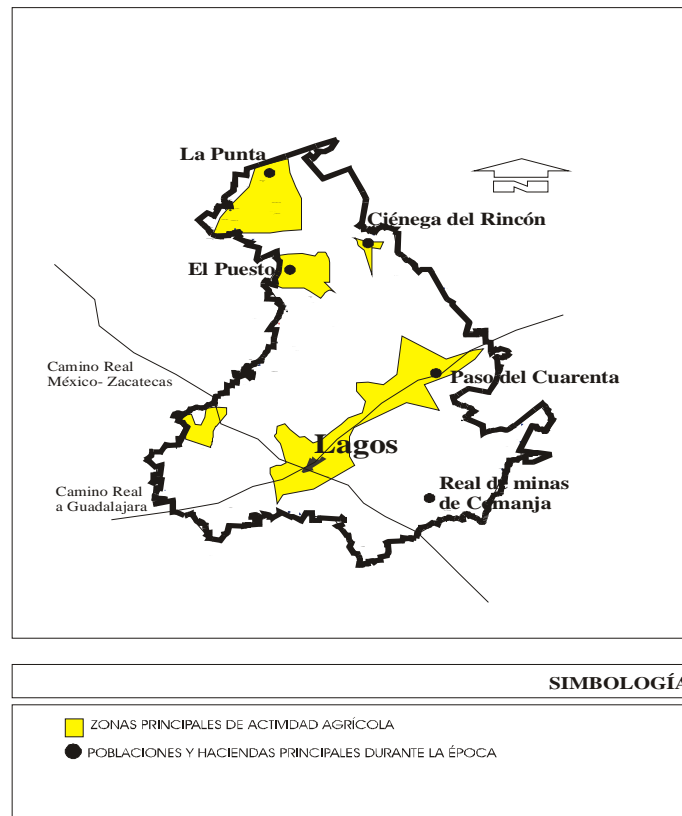 La Punta
N
Ciénega del Rincón
El Puesto
Camino Real
México- Zacatecas
Paso del Cuarenta
Lagos
Real de minas
de Comanja
Camino Real
a Guadalajara
SIMBOLOGÍA
ZONAS PRINCIPALES DE ACTIVIDAD AGRÍCOLA
POBLACIONES Y HACIENDAS PRINCIPALES DURANTE LA ÉPOCA